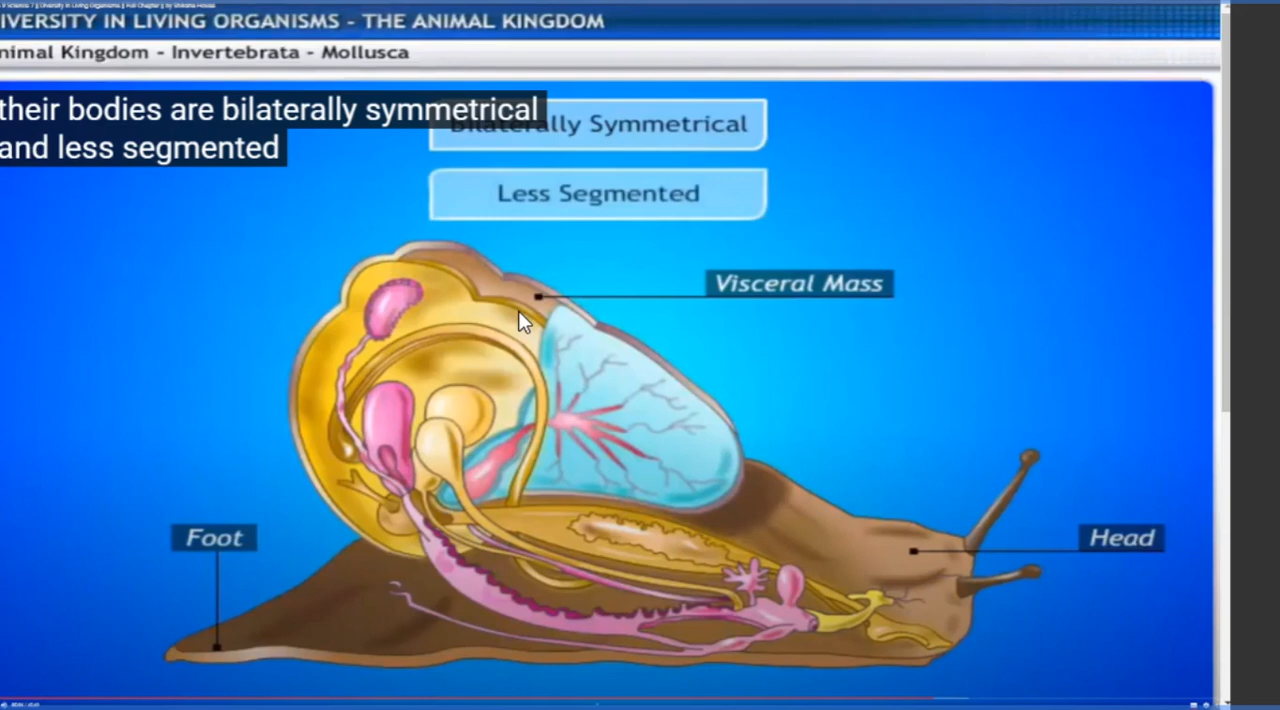 IVERSITY IN LIVING ORGANISMS - THE ANIMAL KINGDOM
nimal Kingdom - Invertebrata - Mollusca
their bodies are bilaterally symmetrical
and less segmented
Bilaterally Symmetrical
Less Segmented
Visceral Mass
Foot
Head